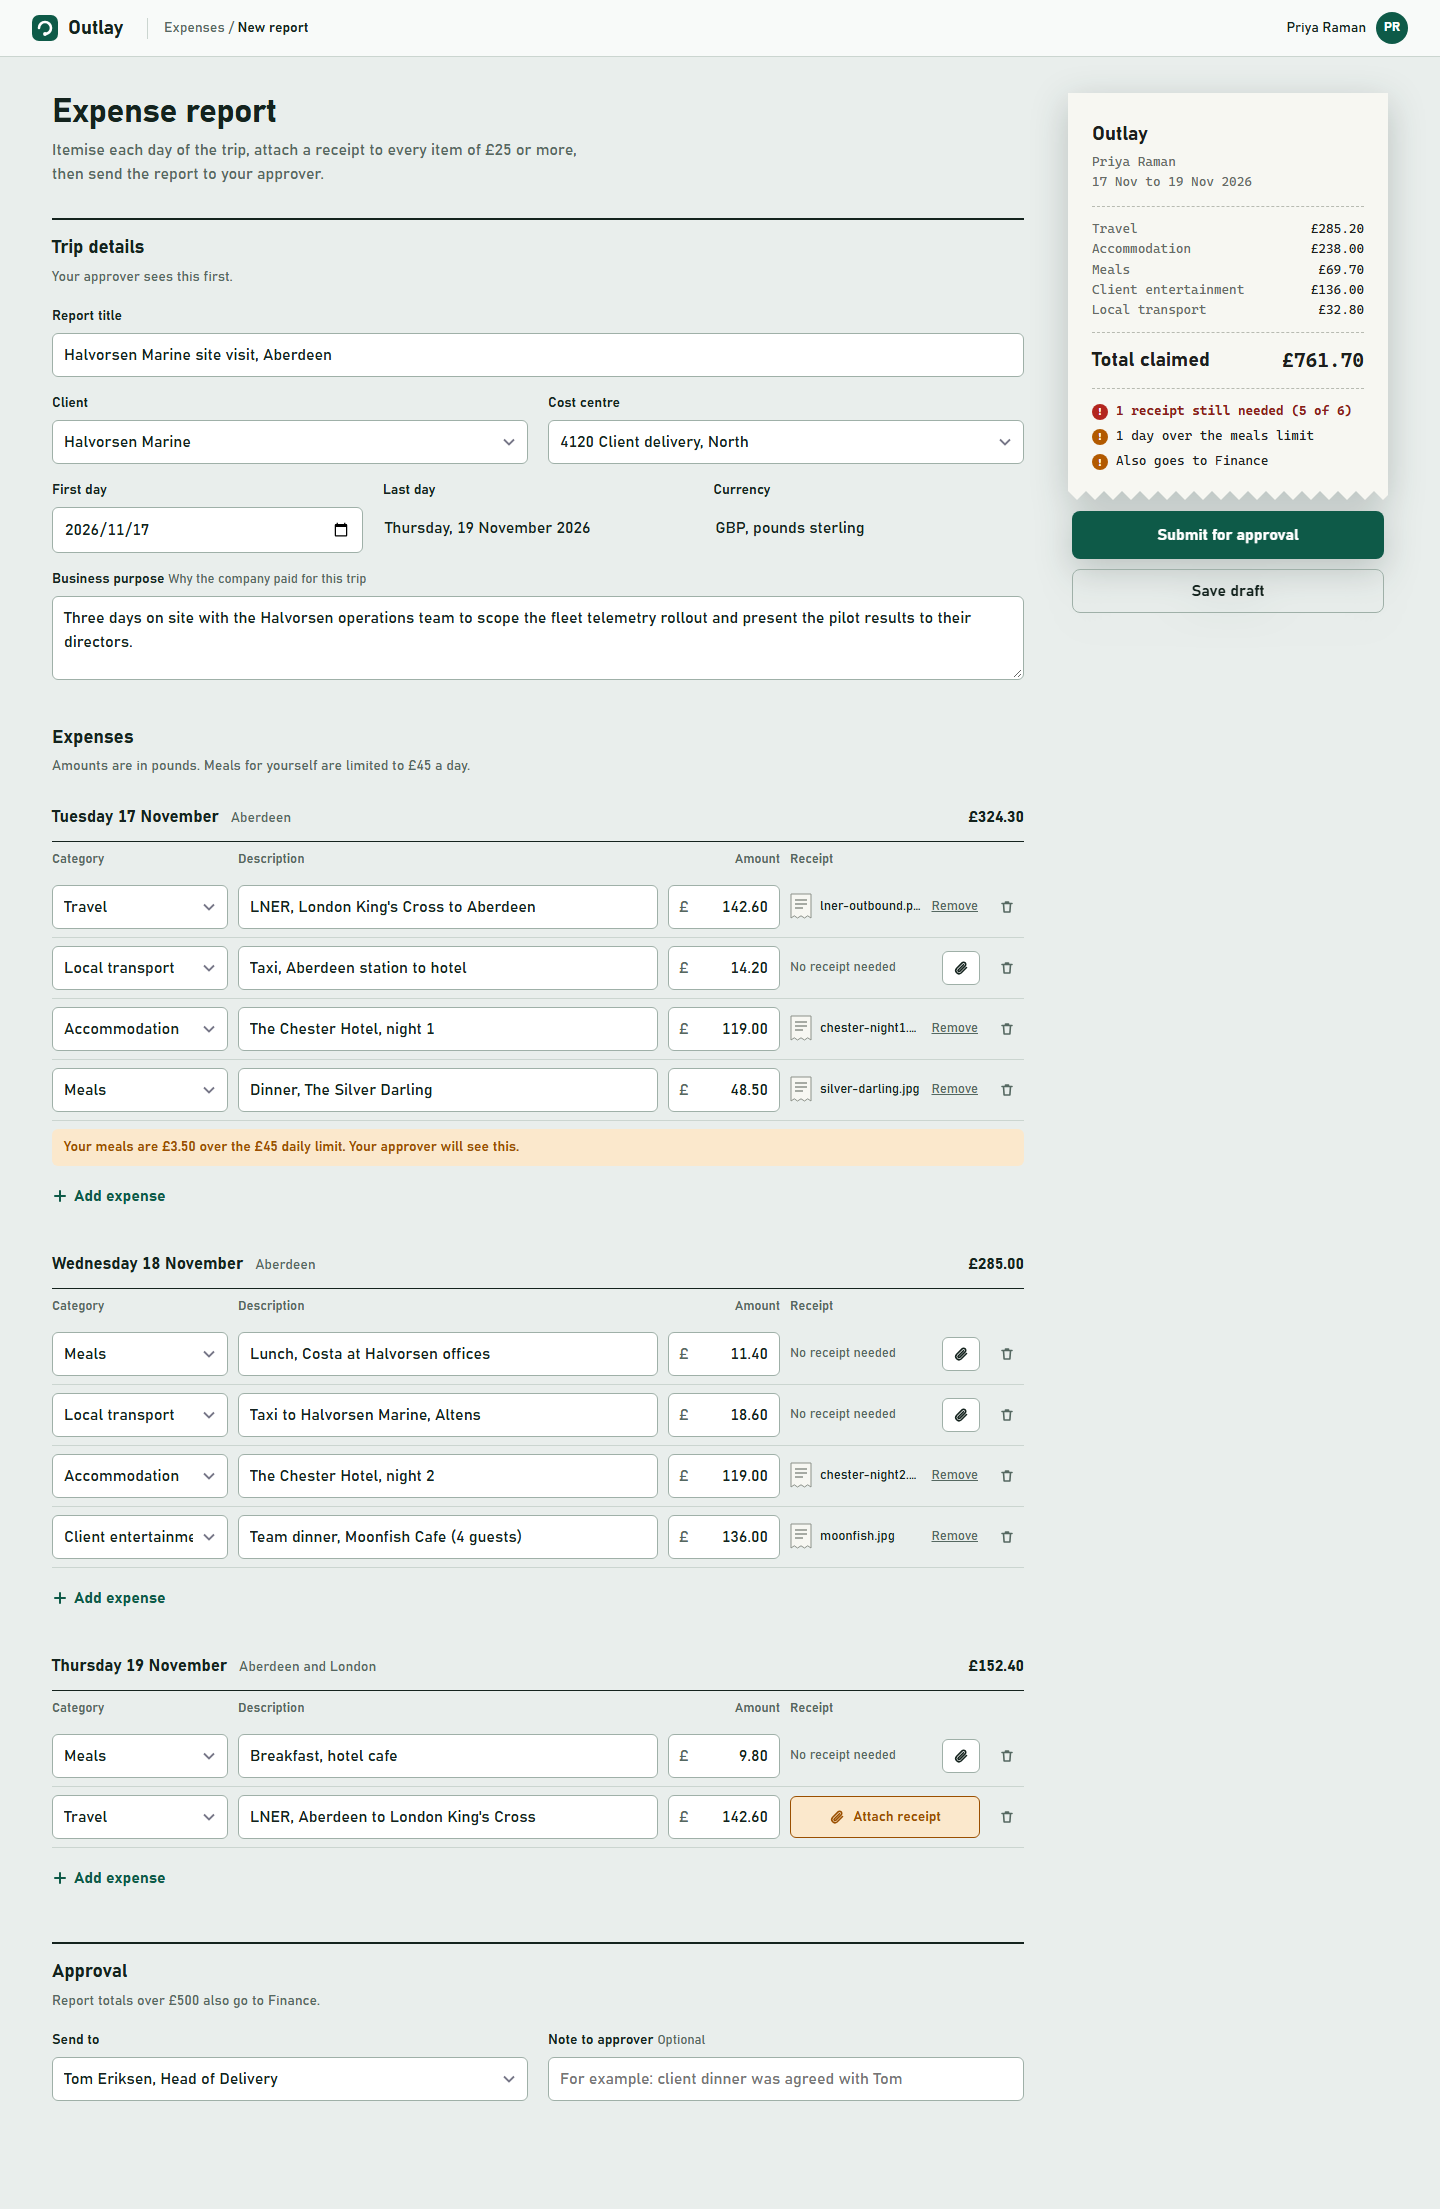 Outlay
Expenses / New report
Priya Raman
PR
Expense report
Itemise each day of the trip, attach a receipt to every item of £25 or more,
then send the report to your approver.
Trip details
Your approver sees this first.
Report title
Halvorsen Marine site visit, Aberdeen
Client
Cost centre
Halvorsen Marine
4120 Client delivery, North
First day
Last day
Currency
2026/11/17
Thursday, 19 November 2026
GBP, pounds sterling
Business purpose Why the company paid for this trip
Three days on site with the Halvorsen operations team to scope the fleet telemetry rollout and present the pilot results to their
directors.
Expenses
Amounts are in pounds. Meals for yourself are limited to £45 a day.
Tuesday 17 November Aberdeen £324.30
Category Description Amount Receipt
Travel LNER, London King's Cross to Aberdeen £ 142.60 lner-outbound.p... Remove
Local transport Taxi, Aberdeen station to hotel £ 14.20 No receipt needed
Accommodation The Chester Hotel, night 1 £ 119.00 chester-night1.... Remove
Meals Dinner, The Silver Darling £ 48.50 silver-darling.jpg Remove
Your meals are £3.50 over the £45 daily limit. Your approver will see this.
+ Add expense
Wednesday 18 November Aberdeen £285.00
Category Description Amount Receipt
Meals Lunch, Costa at Halvorsen offices £ 11.40 No receipt needed
Local transport Taxi to Halvorsen Marine, Altens £ 18.60 No receipt needed
Accommodation The Chester Hotel, night 2 £ 119.00 chester-night2.... Remove
Client entertainme Team dinner, Moonfish Cafe (4 guests) £ 136.00 moonfish.jpg Remove
+ Add expense
Thursday 19 November Aberdeen and London £152.40
Category Description Amount Receipt
Meals Breakfast, hotel cafe £ 9.80 No receipt needed
Travel LNER, Aberdeen to London King's Cross £ 142.60 Attach receipt
+ Add expense
Approval
Report totals over £500 also go to Finance.
Send to
Note to approver Optional
Tom Eriksen, Head of Delivery
For example: client dinner was agreed with Tom
Outlay
Priya Raman
17 Nov to 19 Nov 2026
Travel £285.20
Accommodation £238.00
Meals £69.70
Client entertainment £136.00
Local transport £32.80
Total claimed £761.70
! 1 receipt still needed (5 of 6)
! 1 day over the meals limit
! Also goes to Finance
Submit for approval
Save draft